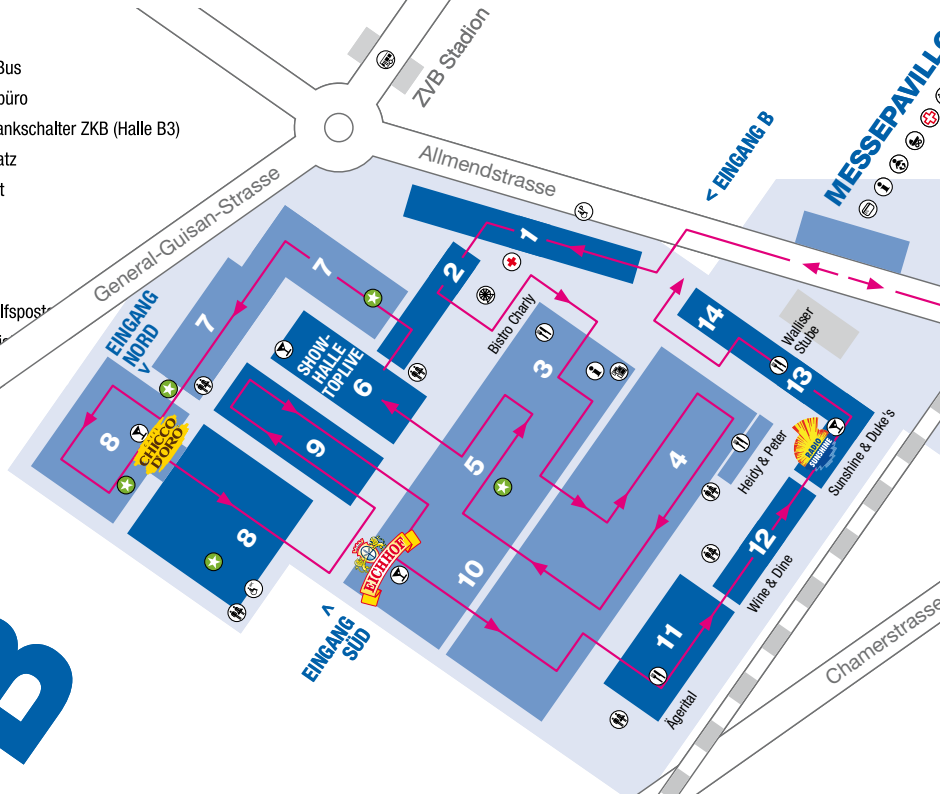 Bus
büro
ankschalter ZKB (Halle B3)
atz
ZVB Stadion
Allmendstrasse
General-Guisan-Strasse
< EINGANG B
MESSEPAVILLO
EINGANG
NORD
<
1
2
7
7
SHOW-
HALLE
TOPLIVE
6
Bistro Charly
3
14
Walliser
Stube
13
8
CHICCO
D'ORO
9
5
4
Heidy & Peter
RADIO
SUNSHINE
Sunshine & Duke's
8
EICHHOF
10
12
Wine & Dine
<
EINGANG
SÜD
11
Ägerital
Chamerstrasse
B